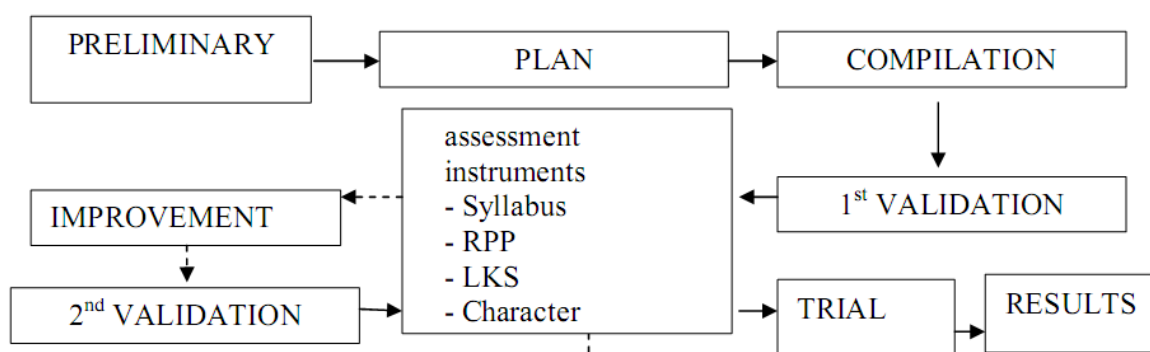 PRELIMINARY
PLAN
COMPILATION
assessment
instruments
- Syllabus
- RPP
- LKS
- Character
1st VALIDATION
IMPROVEMENT
2nd VALIDATION
TRIAL
RESULTS